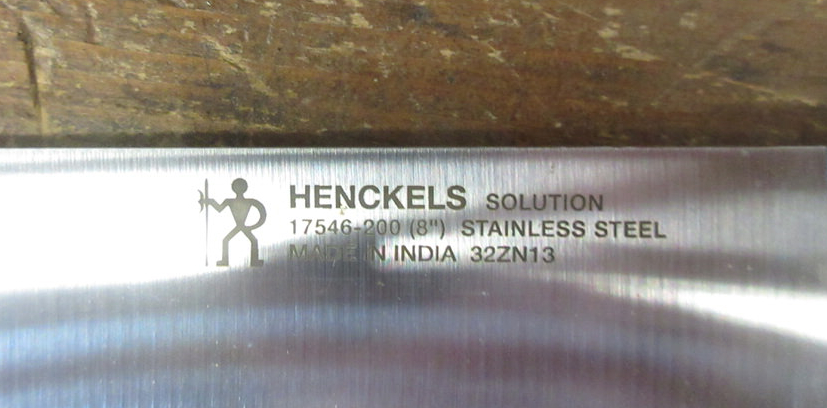 HENCKELS SOLUTION
17546-200 (8") STAINLESS STEEL
MADE IN INDIA 32ZN13